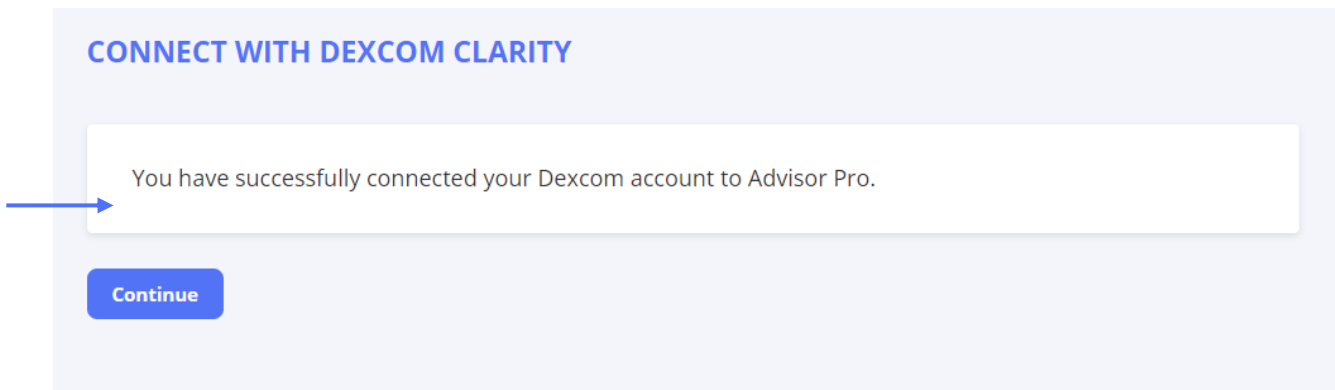 CONNECT WITH DEXCOM CLARITY
You have successfully connected your Dexcom account to Advisor Pro.
Continue